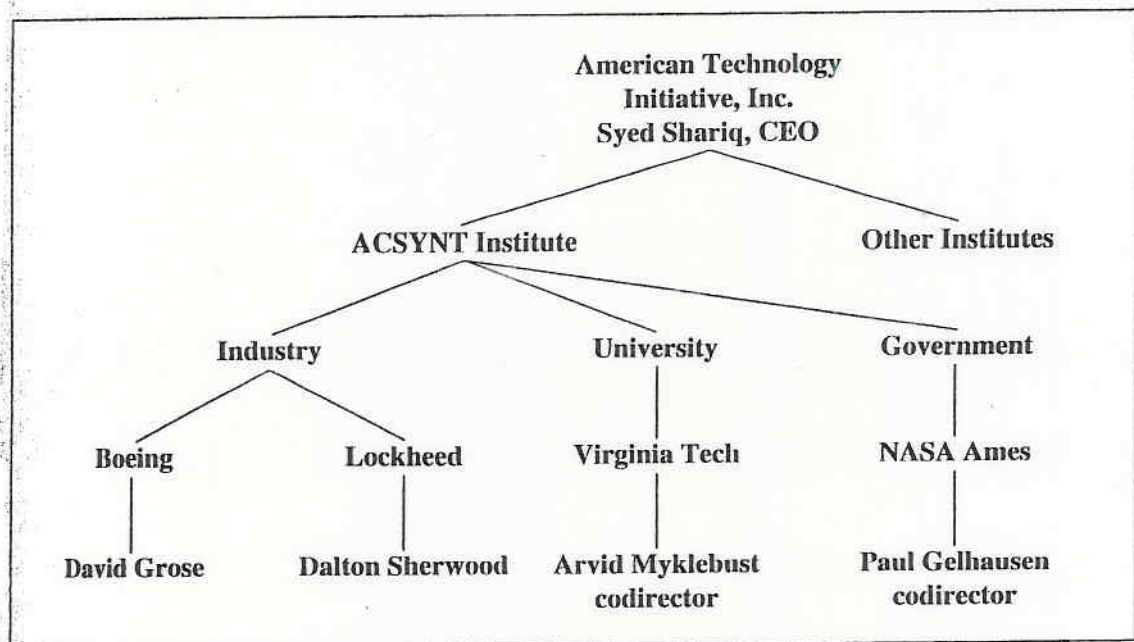 American Technology
Initiative, Inc.
Syed Shariq, CEO
ACSYNT Institute
Other Institutes
Industry
University
Government
Boeing
Lockheed
Virginia Tech
NASA Ames
David Grose
Dalton Sherwood
Arvid Myklebust
codirector
Paul Gelhausen
codirector